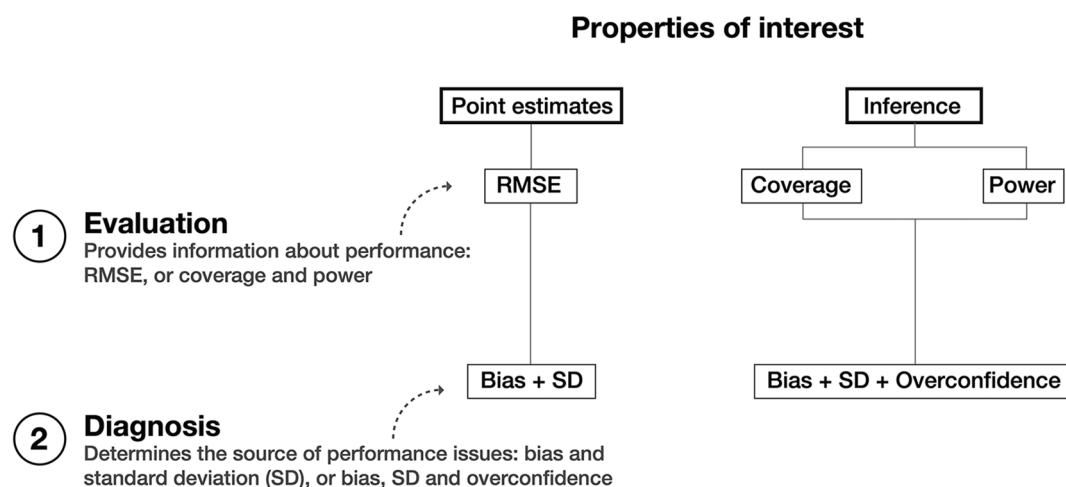 Properties of interest
Point estimates
Inference
RMSE
Coverage
Power
1
Evaluation
Provides information about performance:
RMSE, or coverage and power
Bias + SD
Bias + SD + Overconfidence
2
Diagnosis
Determines the source of performance issues: bias and
standard deviation (SD), or bias, SD and overconfidence